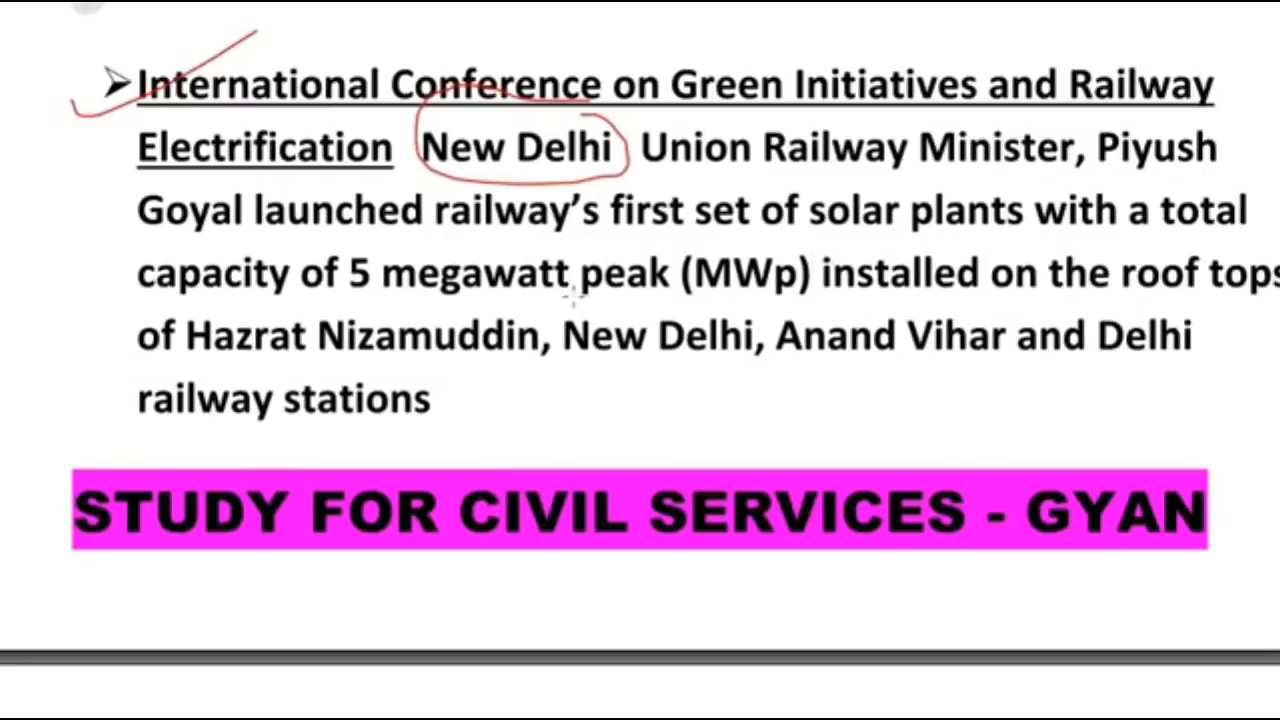 International Conference on Green Initiatives and Railway
Electrification New Delhi Union Railway Minister, Piyush
Goyal launched railway's first set of solar plants with a total
capacity of 5 megawatt peak (MWp) installed on the roof tops
of Hazrat Nizamuddin, New Delhi, Anand Vihar and Delhi
railway stations
STUDY FOR CIVIL SERVICES - GYAN